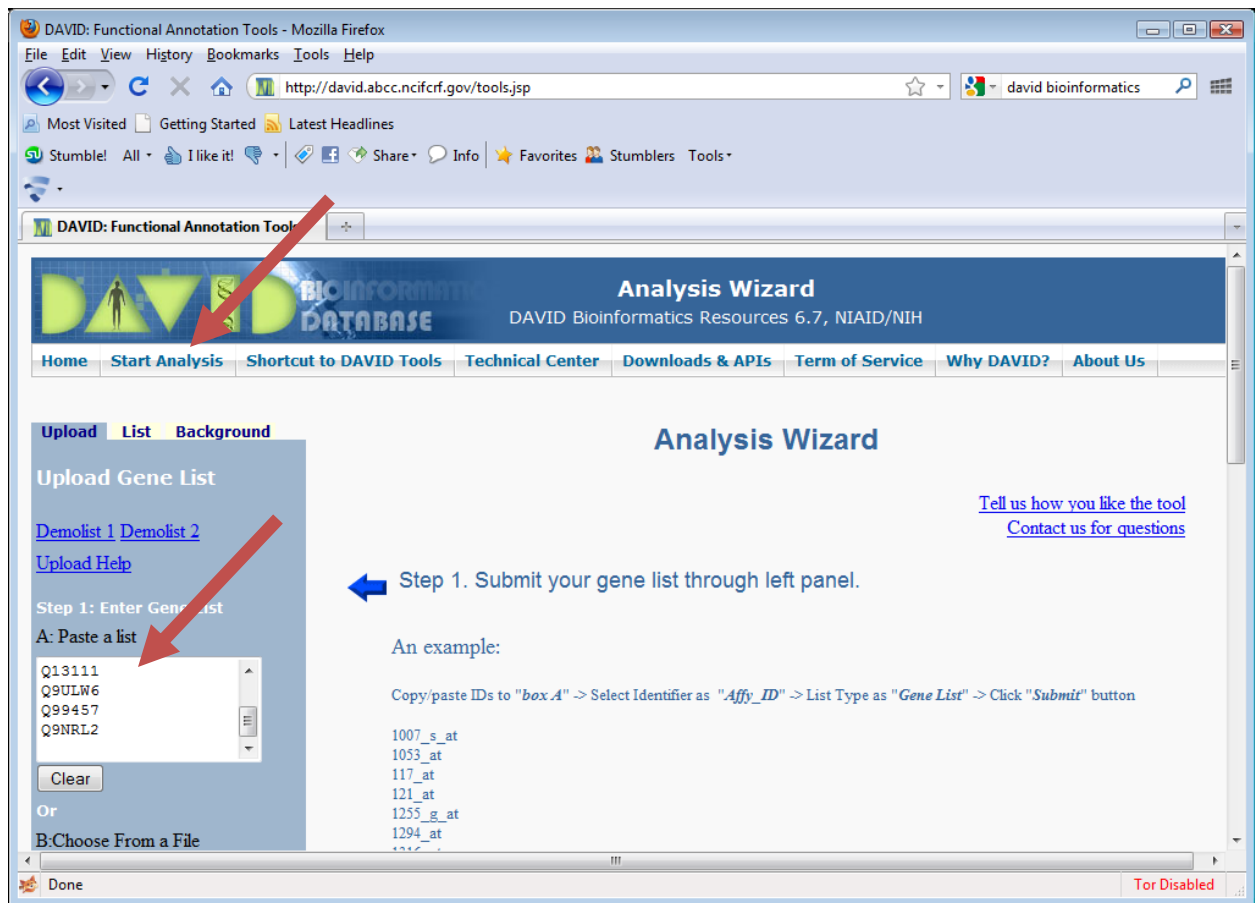 DAVID: Functional Annotation Tools - Mozilla Firefox
File Edit View History Bookmarks Tools Help
http://david.abcc.ncifcrf.gov/tools.jsp
david bioinformatics
Most Visited Getting Started Latest Headlines
Stumble! All I like it! Share Info Favorites Stumblers Tools
DAVID: Functional Annotation Tools
DAVID BIOINFORMATICS DATABASE
Analysis Wizard
DAVID Bioinformatics Resources 6.7, NIAID/NIH
Home Start Analysis Shortcut to DAVID Tools Technical Center Downloads & APIs Term of Service Why DAVID? About Us
Upload List Background
Analysis Wizard
Upload Gene List
Tell us how you like the tool
Contact us for questions
Demolist 1 Demolist 2
Upload Help
Step 1. Submit your gene list through left panel.
Step 1: Enter Gene List
A: Paste a list
Q13111
Q9ULW6
Q99457
Q9NRL2
Clear
Or
B:Choose From a File
An example:
Copy/paste IDs to "box A" -> Select Identifier as "Affy_ID" -> List Type as "Gene List" -> Click "Submit" button
1007_s_at
1053_at
117_at
121_at
1255_g_at
1294_at
Done
Tor Disabled